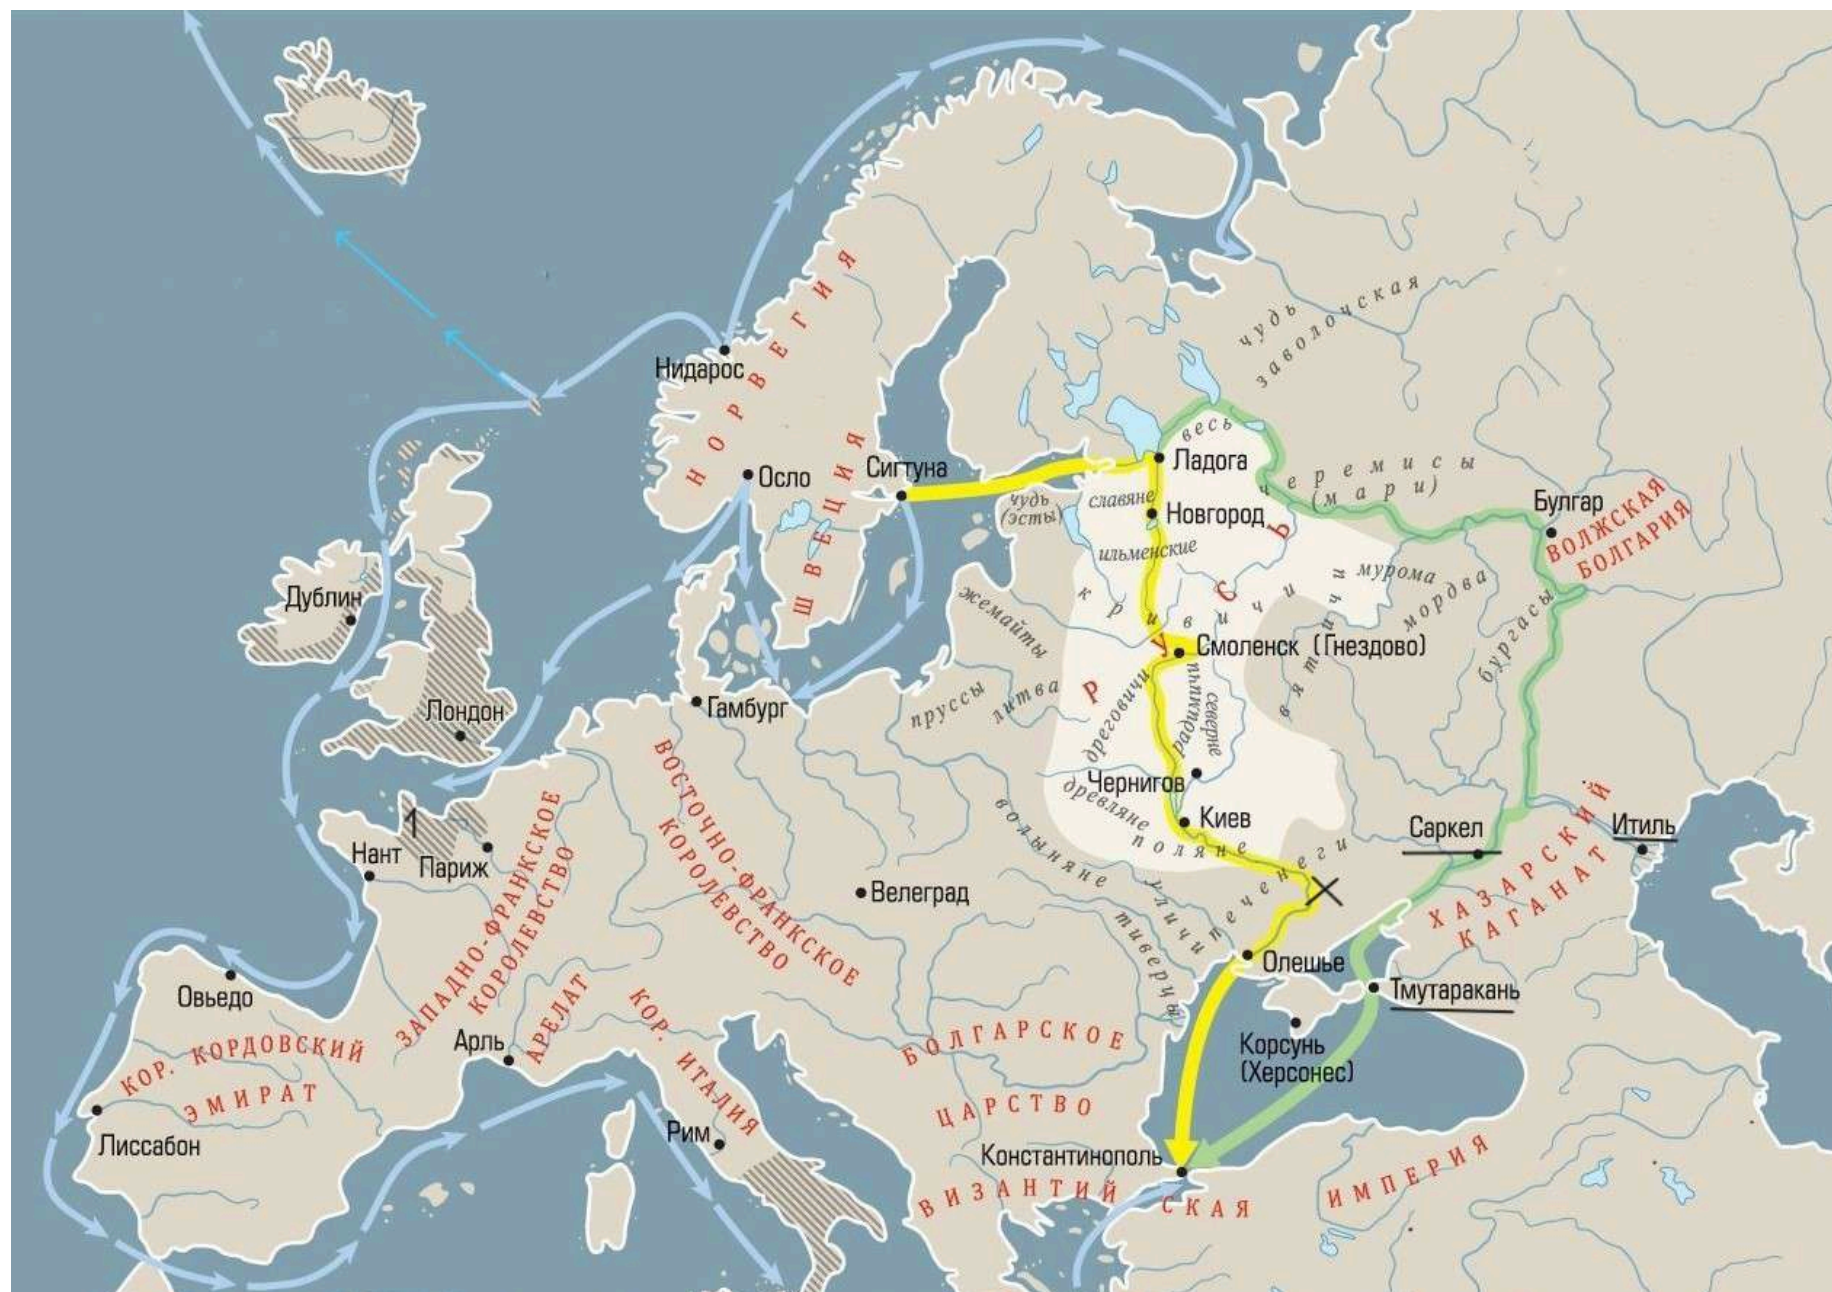 НОРВЕГИЯ
Нидарос
чудь
заволочская
весь
Сигтуна
Ладога
ШВЕЦИЯ
Осло
черемисы
(мари)
Булгар
ВОЛЖСКАЯ
БОЛГАРИЯ
чудь
(эсты)
славяне
Новгород
ильменские
РУСЬ
мурома
мордва
Дублин
жемайты
кривичи
вятичи
буртасы
Смоленск (Гнездово)
пруссы
литва
дреговичи
радимичи
северяне
Лондон
Гамбург
ВОСТОЧНО-ФРАНКСКОЕ
КОРОЛЕВСТВО
Чернигов
древляне
Киев
поляне
волыняне
1
Нант
Париж
ЗАПАДНО-ФРАНКСКОЕ
КОРОЛЕВСТВО
Велеград
уличи
печенеги
тиверцы
Саркел
Итиль
ХАЗАРСКИЙ
КАГАНАТ
Олешье
Тмутаракань
Корсунь
(Херсонес)
Овьедо
КОР. КОРДОВСКИЙ
ЭМИРАТ
Арль
АРЕЛАТ
КОР. ИТАЛИЯ
БОЛГАРСКОЕ
ЦАРСТВО
Лиссабон
Рим
Константинополь
ВИЗАНТИЙСКАЯ ИМПЕРИЯ